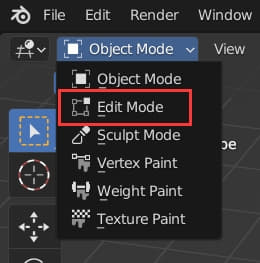 File Edit Render Window
Object Mode View
Object Mode
Edit Mode
Sculpt Mode
Vertex Paint
Weight Paint
Texture Paint